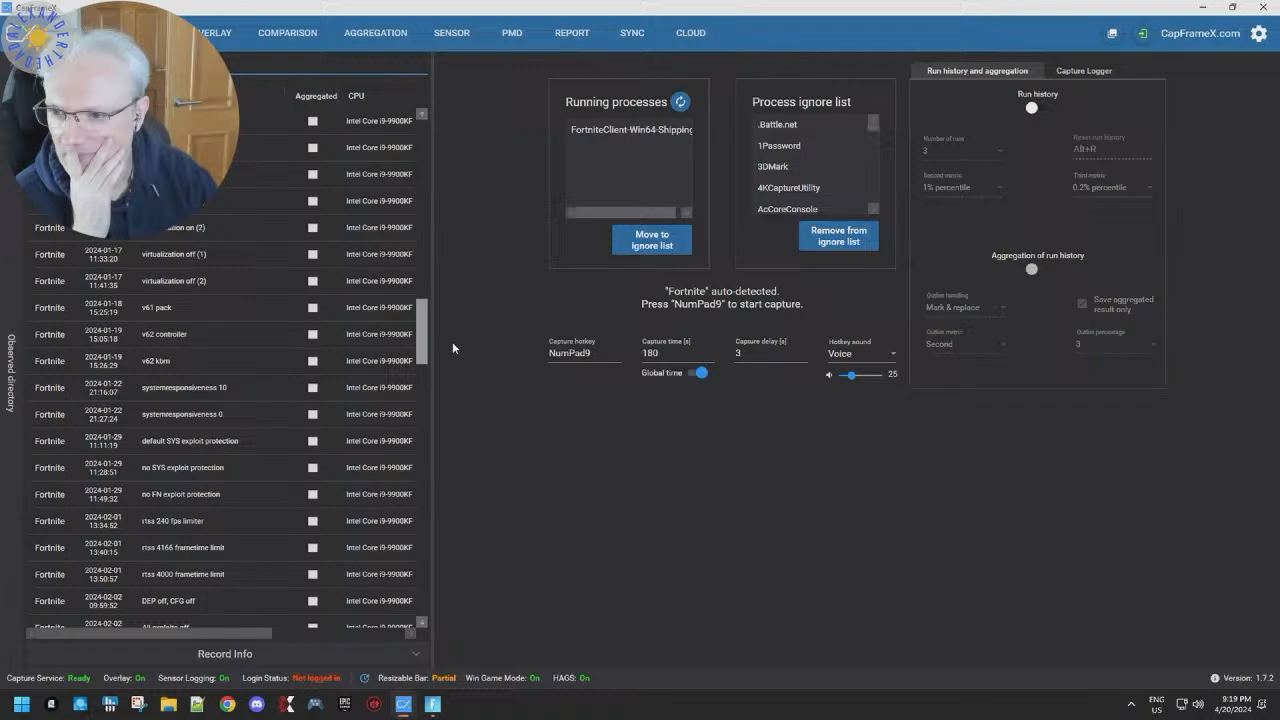 CapFrameX
OVERLAY COMPARISON AGGREGATION SENSOR PMD REPORT SYNC CLOUD CapFrameX.com
Aggregated CPU
Intel Core i9-9900KF
Intel Core i9-9900KF
Intel Core i9-9900KF
Intel Core i9-9900KF
Fortnite (2) Intel Core i9-9900KF
Fortnite 2024-01-17 11:33:20 virtualization off (1) Intel Core i9-9900KF
Fortnite 2024-01-17 11:41:35 virtualization off (2) Intel Core i9-9900KF
Fortnite 2024-01-18 15:25:19 v61 pack Intel Core i9-9900KF
Fortnite 2024-01-19 15:05:18 v62 controller Intel Core i9-9900KF
Fortnite 2024-01-19 15:26:29 v62 kbm Intel Core i9-9900KF
Fortnite 2024-01-22 21:16:07 systemresponsiveness 10 Intel Core i9-9900KF
Fortnite 2024-01-22 21:27:24 systemresponsiveness 0 Intel Core i9-9900KF
Fortnite 2024-01-29 11:11:19 default SYS exploit protection Intel Core i9-9900KF
Fortnite 2024-01-29 11:28:51 no SYS exploit protection Intel Core i9-9900KF
Fortnite 2024-01-29 11:49:32 no FN exploit protection Intel Core i9-9900KF
Fortnite 2024-02-01 13:34:52 rtss 240 fps limiter Intel Core i9-9900KF
Fortnite 2024-02-01 13:40:15 rtss 4166 frametime limit Intel Core i9-9900KF
Fortnite 2024-02-01 13:50:57 rtss 4000 frametime limit Intel Core i9-9900KF
Fortnite 2024-02-02 09:59:52 DEP off, CFG off Intel Core i9-9900KF
2024-02-02
Observed directory
Record Info
Running processes
FortniteClient-Win64-Shipping
Move to
ignore list
Process ignore list
.Battle.net
1Password
3DMark
4KCaptureUtility
AcCoreConsole
Remove from
ignore list
"Fortnite" auto-detected.
Press "NumPad9" to start capture.
Capture hotkey
NumPad9
Capture time [s]
180
Global time
Capture delay [s]
3
Hotkey sound
Voice
25
Run history and aggregation Capture Logger
Run history
Number of runs
3
Reset run history
Alt+R
Second metric
1% percentile
Third metric
0.2% percentile
Aggregation of run history
Outlier handling
Mark & replace
Save aggregated
result only
Outlier metric
Second
Outlier percentage
3
Capture Service: Ready Overlay: On Sensor Logging: On Login Status: Not logged in Resizable Bar: Partial Win Game Mode: On HAGS: On Version: 1.7.2
ENG
US
9:19 PM
4/20/2024